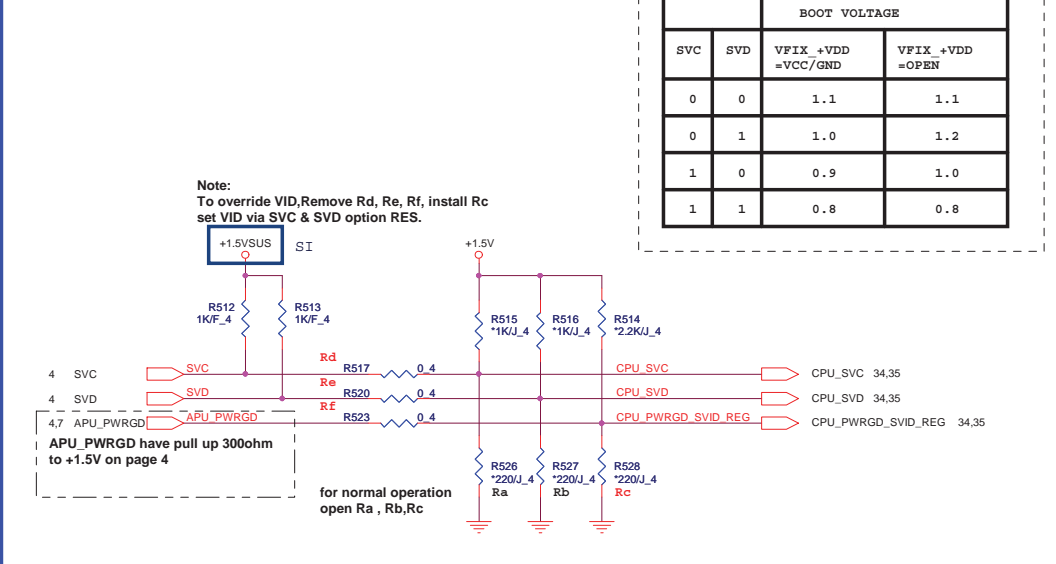 BOOT VOLTAGE
SVC SVD VFIX_+VDD =VCC/GND VFIX_+VDD =OPEN
0 0 1.1 1.1
0 1 1.0 1.2
1 0 0.9 1.0
1 1 0.8 0.8
Note:
To override VID,Remove Rd, Re, Rf, install Rc
set VID via SVC & SVD option RES.
+1.5VSUS SI
+1.5V
R512
1K/F_4
R513
1K/F_4
R515
*1K/J_4
R516
*1K/J_4
R514
*2.2K/J_4
Rd
4 SVC SVC R517 0_4 CPU_SVC CPU_SVC 34,35
Re
4 SVD SVD R520 0_4 CPU_SVD CPU_SVD 34,35
Rf
4,7 APU_PWRGD APU_PWRGD R523 0_4 CPU_PWRGD_SVID_REG CPU_PWRGD_SVID_REG 34,35
APU_PWRGD have pull up 300ohm
to +1.5V on page 4
R526
*220/J_4
Ra
R527
*220/J_4
Rb
R528
*220/J_4
Rc
for normal operation
open Ra , Rb,Rc